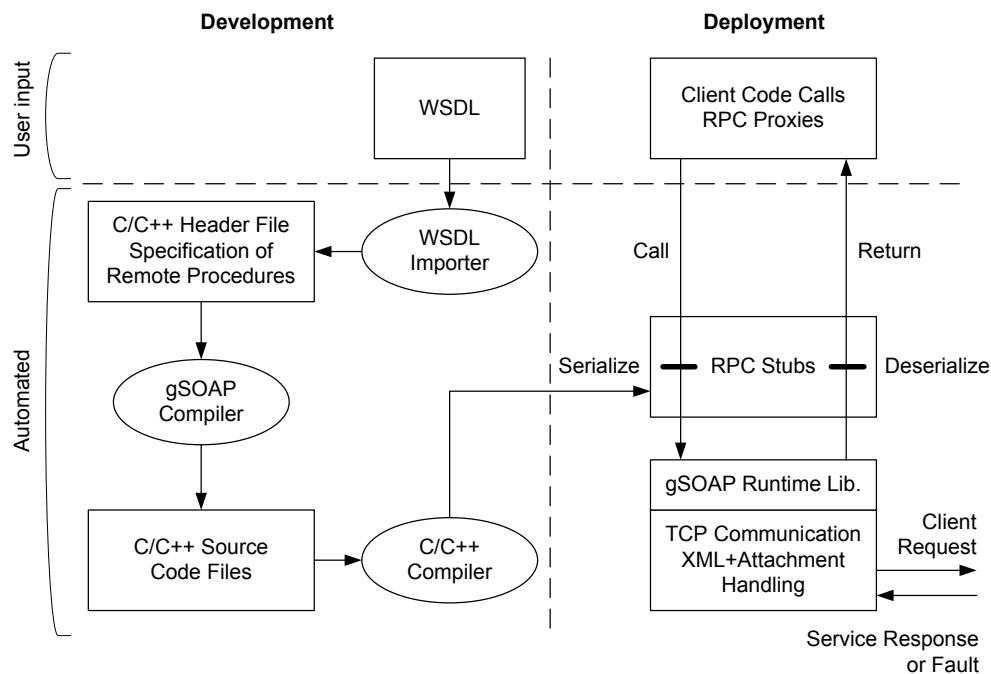 Development
Deployment
User input
WSDL
Client Code Calls
RPC Proxies
Automated
C/C++ Header File
Specification of
Remote Procedures
WSDL
Importer
Call
Return
gSOAP
Compiler
Serialize
RPC Stubs
Deserialize
C/C++ Source
Code Files
C/C++
Compiler
gSOAP Runtime Lib.
TCP Communication
XML+Attachment
Handling
Client
Request
Service Response
or Fault